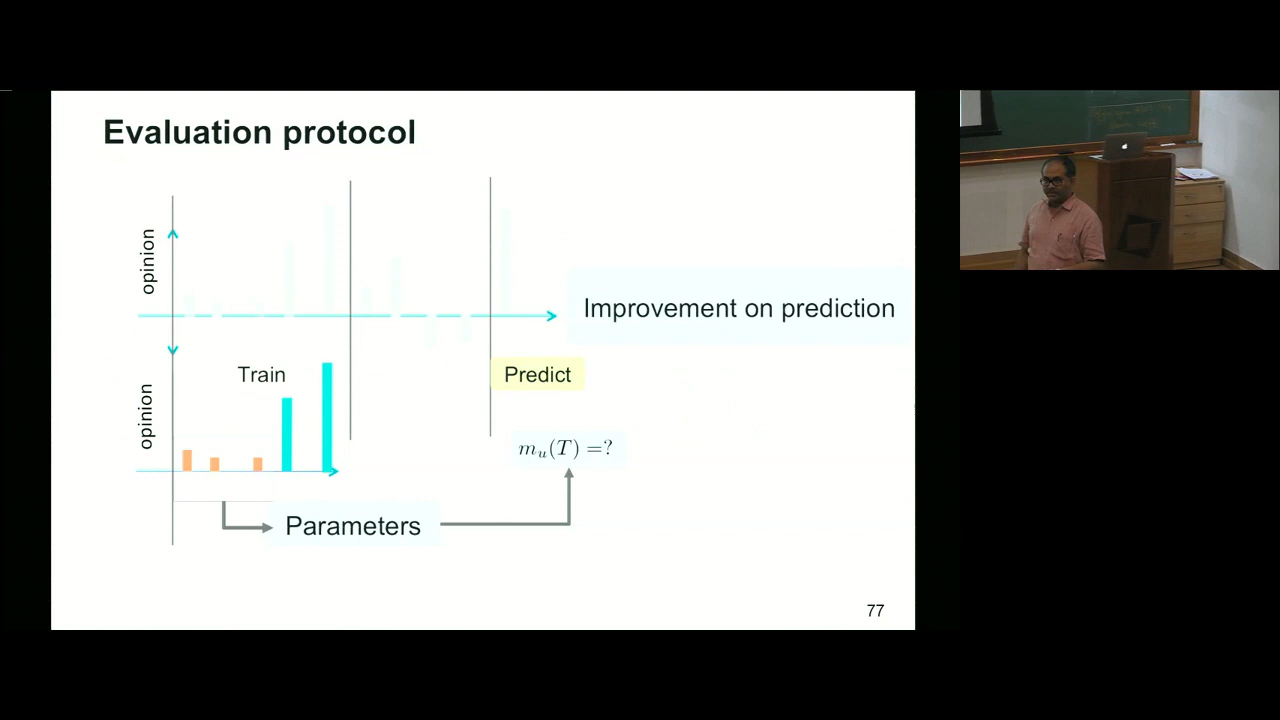 Evaluation protocol
opinion
Improvement on prediction
Train
Predict
opinion
m_u(T) =?
Parameters
77